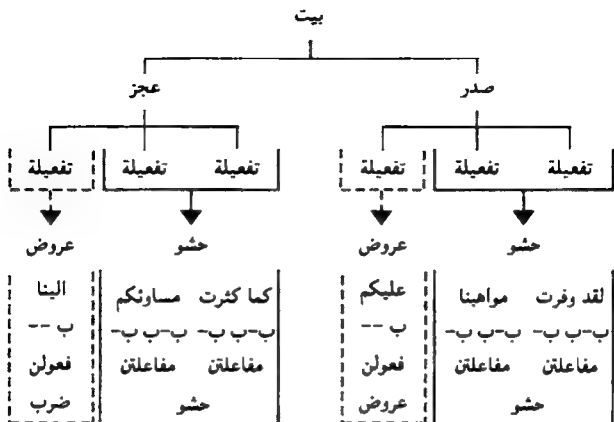 بيت
صدر عجز
تفعيلة تفعيلة تفعيلة تفعيلة تفعيلة تفعيلة
حشو عروض حشو عروض
لقد وفرت مواهبنا عليكم كما كثرت مساوئكم الينا
ب-ب ب- ب-ب ب- ب -- ب-ب ب- ب-ب ب- ب --
مفاعلتن مفاعلتن فعولن مفاعلتن مفاعلتن فعولن
حشو عروض حشو ضرب